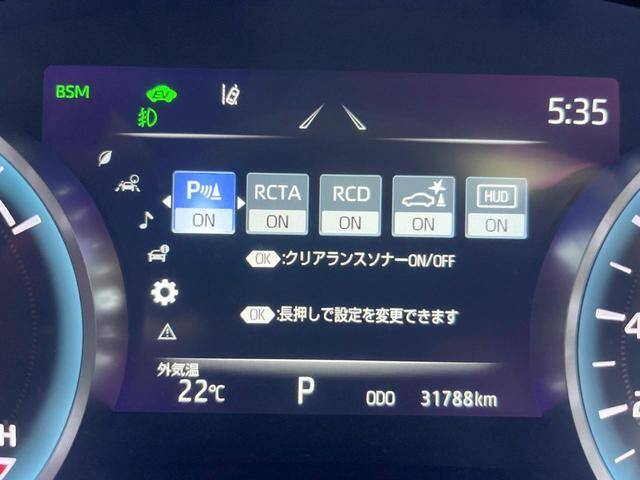 BSM EV 5:35
P RCTA RCD HUD
ON ON ON ON ON
OK:クリアランスソナーON/OFF
OK:長押しで設定を変更できます
外気温
22℃ P ODO 31788km
4
2
H